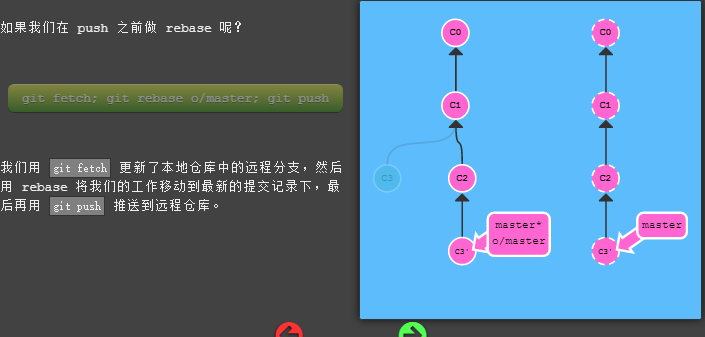 如果我们在 push 之前做 rebase 呢？
git fetch; git rebase o/master; git push
我们用 git fetch 更新了本地仓库中的远程分支，然后
用 rebase 将我们的工作移动到最新的提交记录下，最
后再用 git push 推送到远程仓库。
C0
C0
C1
C1
C3
C2
C2
master*
o/master
master
C3'
C3'